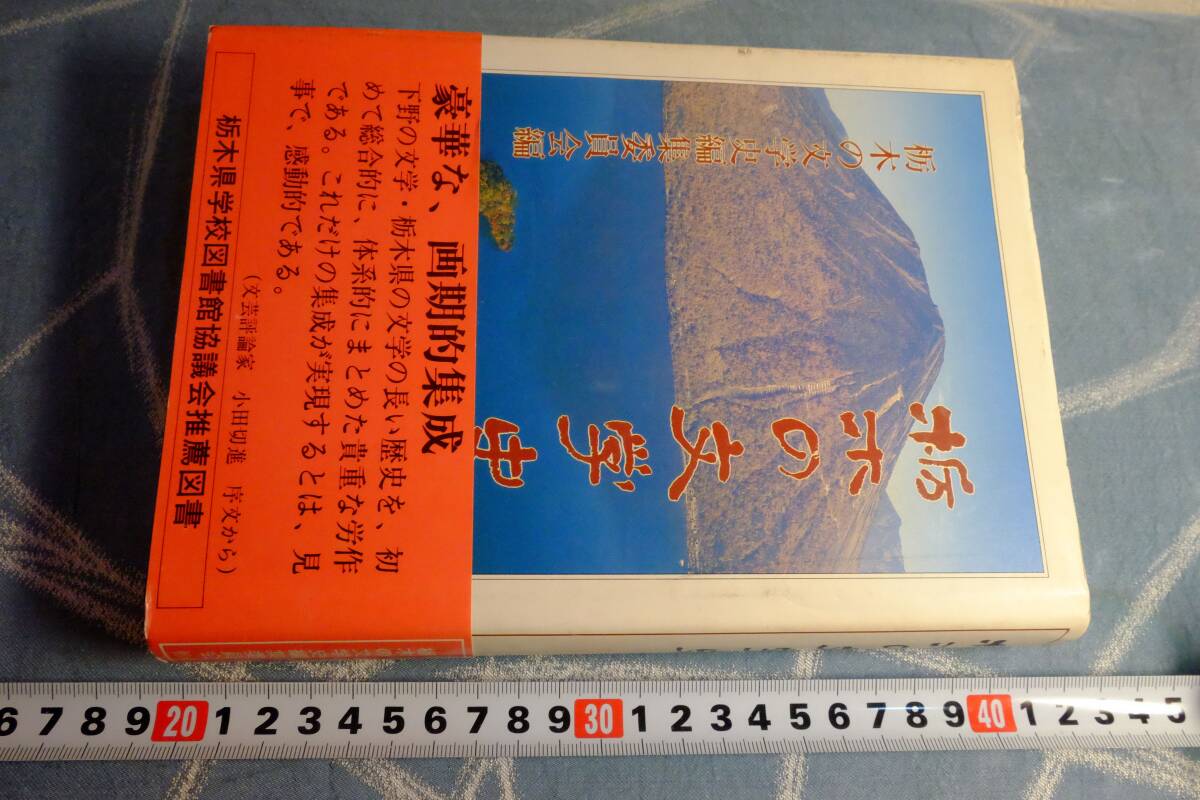 栃木の文学史
栃木の文学史編集委員会編
豪華な、画期的集成
下野の文学・栃木県の文学の長い歴史を、初
めて総合的に、体系的にまとめた貴重な労作
である。これだけの集成が実現するとは、見
事で、感動的である。
（文芸評論家 小田切進 序文から）
栃木県学校図書館協議会推薦図書
6 7 8 9 20 1 2 3 4 5 6 7 8 9 30 1 2 3 4 5 6 7 8 9 40 1 2 3 4 5